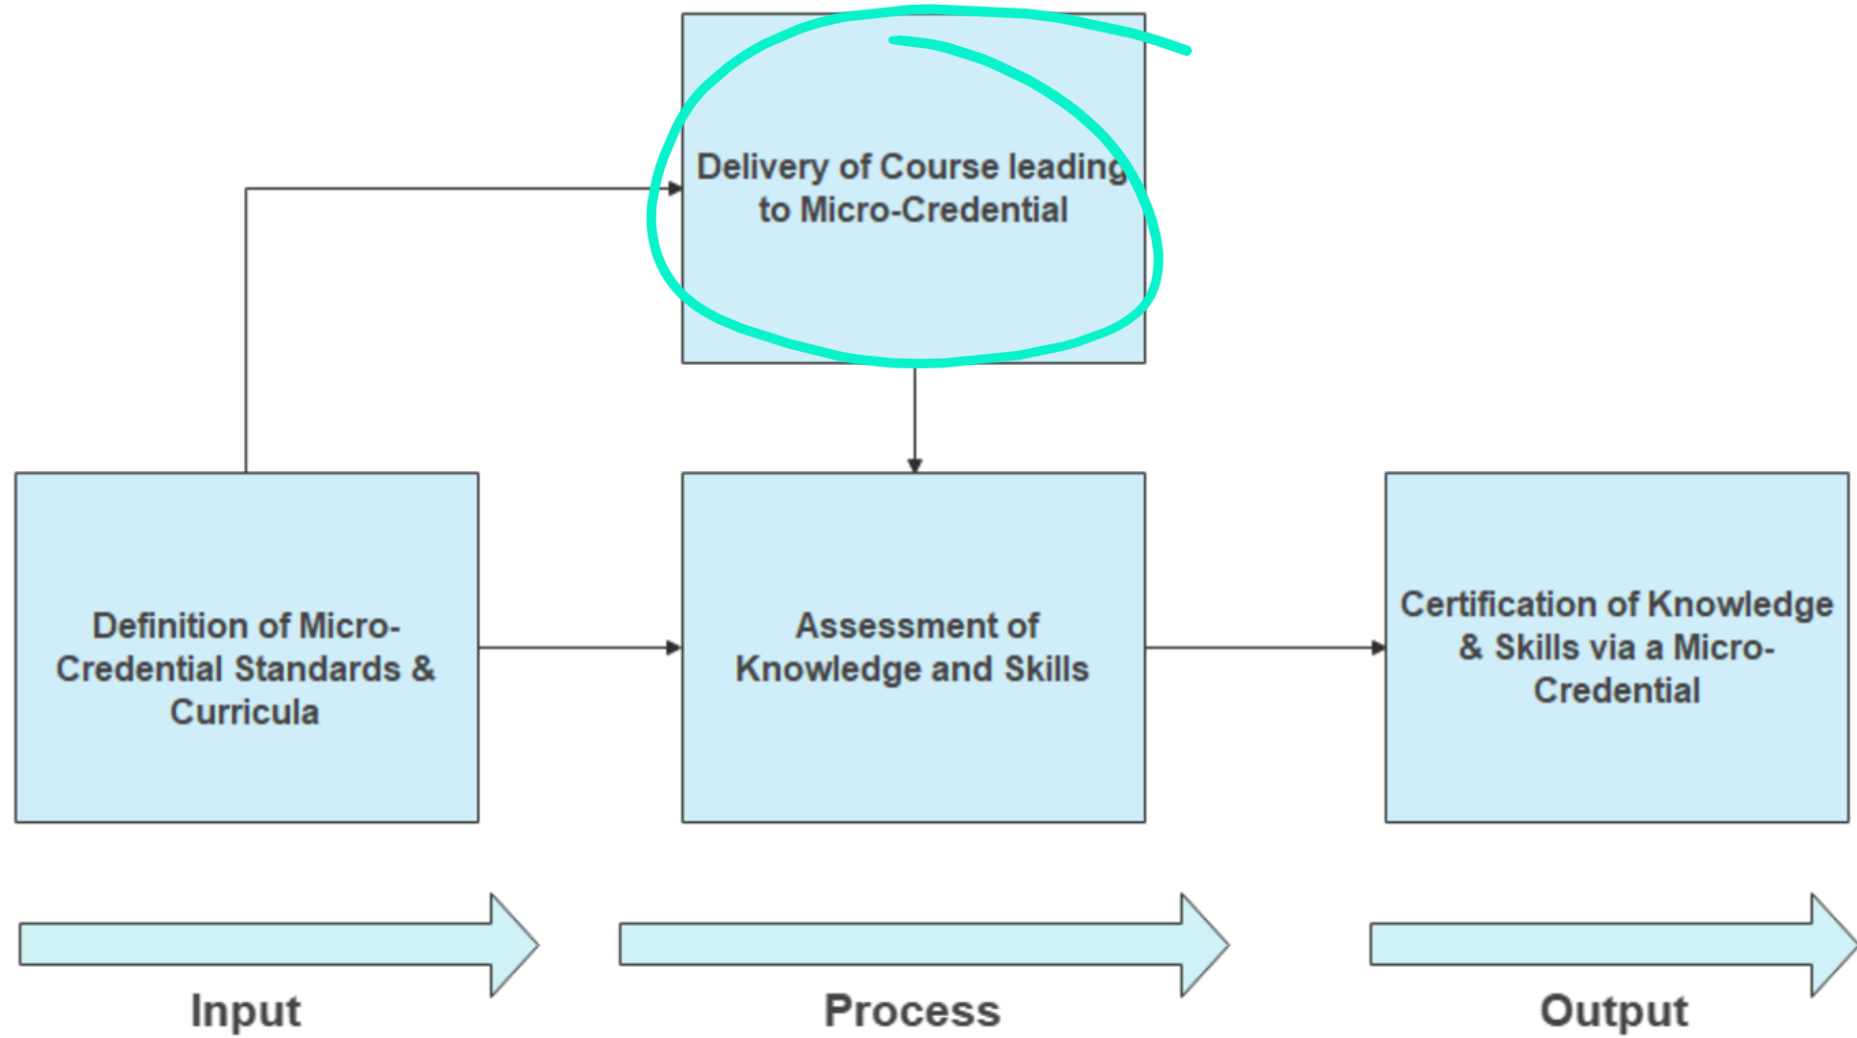 Delivery of Course leading
to Micro-Credential
Definition of Micro-
Credential Standards &
Curricula
Assessment of
Knowledge and Skills
Certification of Knowledge
& Skills via a Micro-
Credential
Input
Process
Output